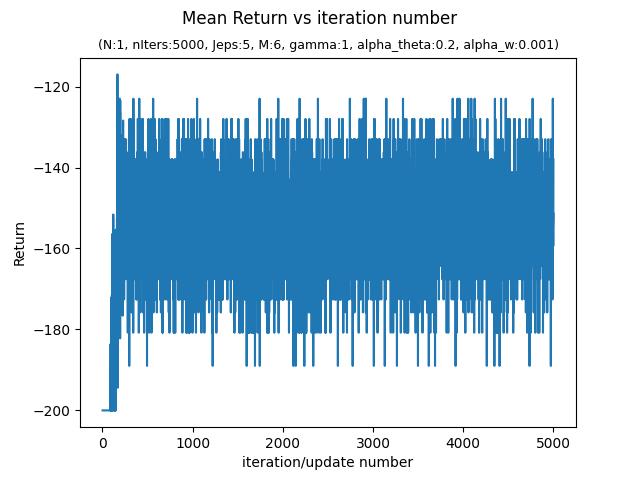 Mean Return vs iteration number
(N:1, nIters:5000, Jeps:5, M:6, gamma:1, alpha_theta:0.2, alpha_w:0.001)
−120
−140
−160
−180
−200
Return
0 1000 2000 3000 4000 5000
iteration/update number